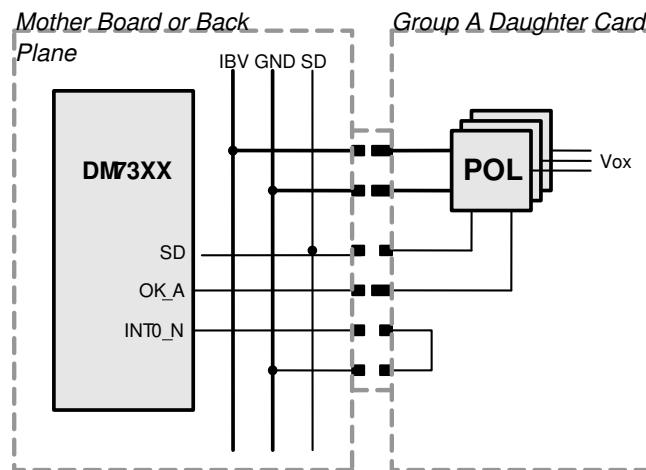 Mother Board or Back
Plane
Group A Daughter Card
IBV GND SD
DM73XX
POL
Vox
SD
OK_A
INT0_N